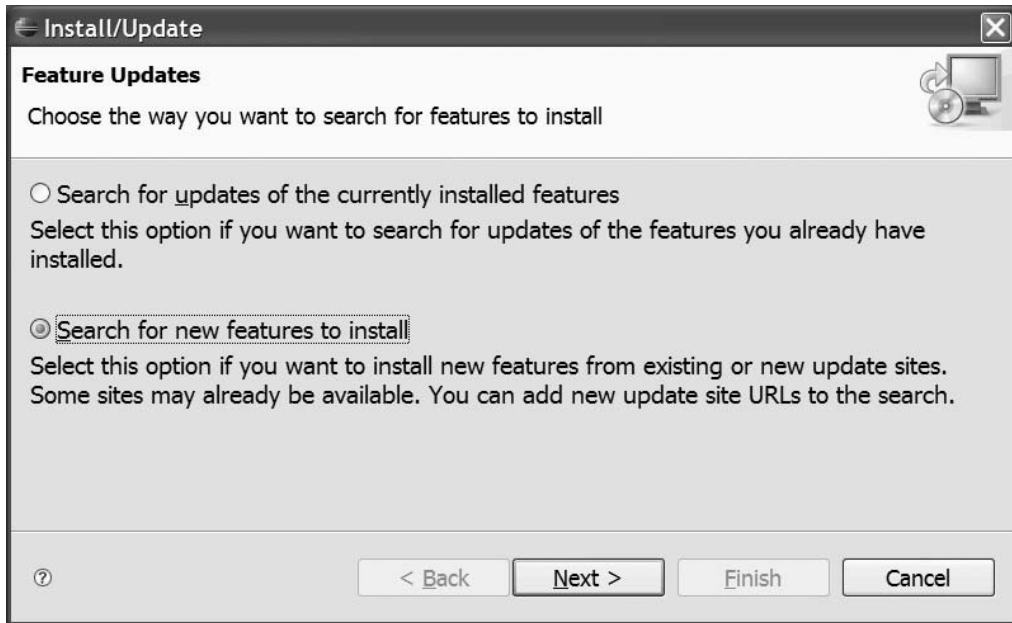 Install/Update
Feature Updates
Choose the way you want to search for features to install
Search for updates of the currently installed features
Select this option if you want to search for updates of the features you already have
installed.
Search for new features to install
Select this option if you want to install new features from existing or new update sites.
Some sites may already be available. You can add new update site URLs to the search.
?
< Back
Next >
Finish
Cancel